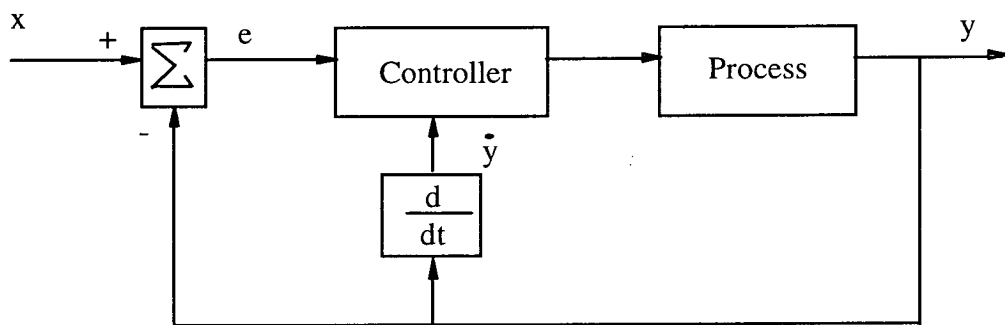 x
+
Σ
e
Controller
Process
y
-
ẏ
d
dt